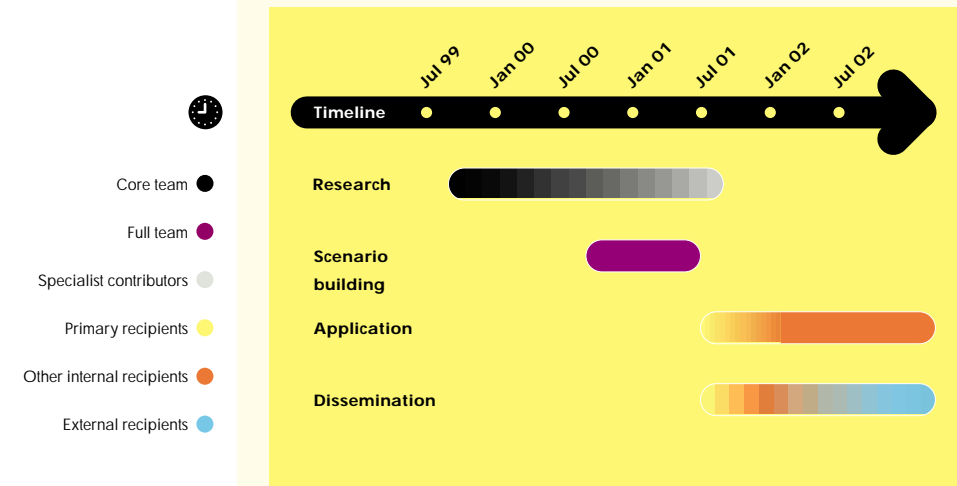 Jul 99
Jan 00
Jul 00
Jan 01
Jul 01
Jan 02
Jul 02
Timeline
Core team
Research
Full team
Scenario
building
Specialist contributors
Primary recipients
Application
Other internal recipients
Dissemination
External recipients